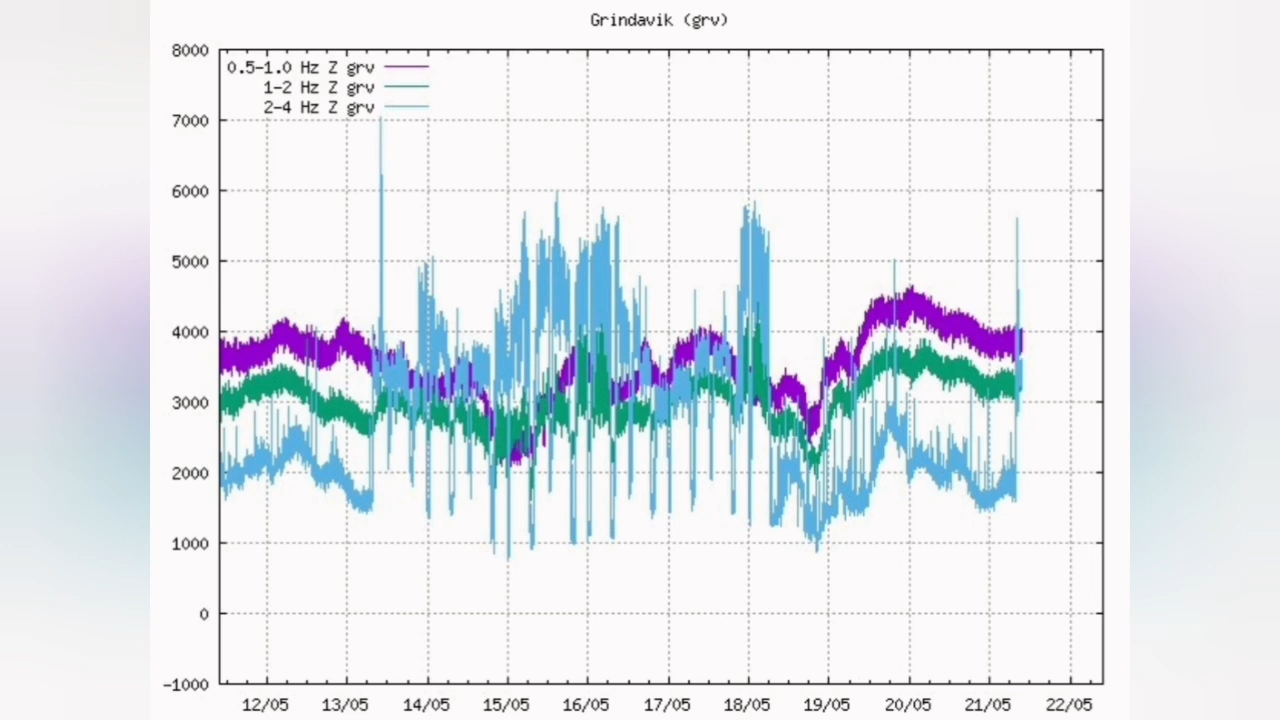 Grindavik (grv)
8000
0.5-1.0 Hz Z grv
1-2 Hz Z grv
2-4 Hz Z grv
7000
6000
5000
4000
3000
2000
1000
0
-1000
12/05 13/05 14/05 15/05 16/05 17/05 18/05 19/05 20/05 21/05 22/05